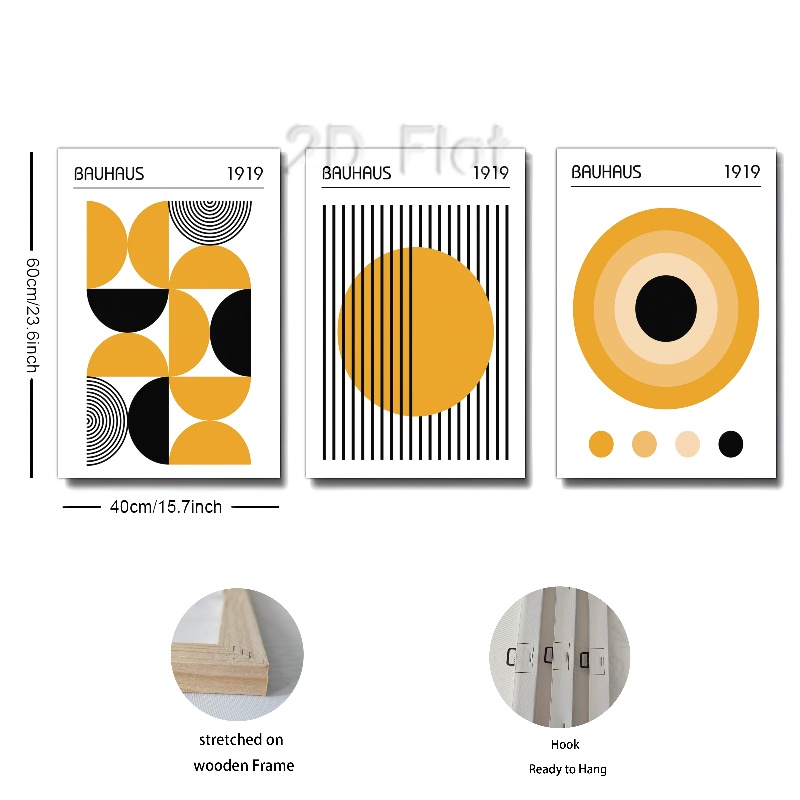 2D Flat
BAUHAUS 1919
BAUHAUS 1919
BAUHAUS 1919
60cm/23.6inch
40cm/15.7inch
stretched on
wooden Frame
Hook
Ready to Hang